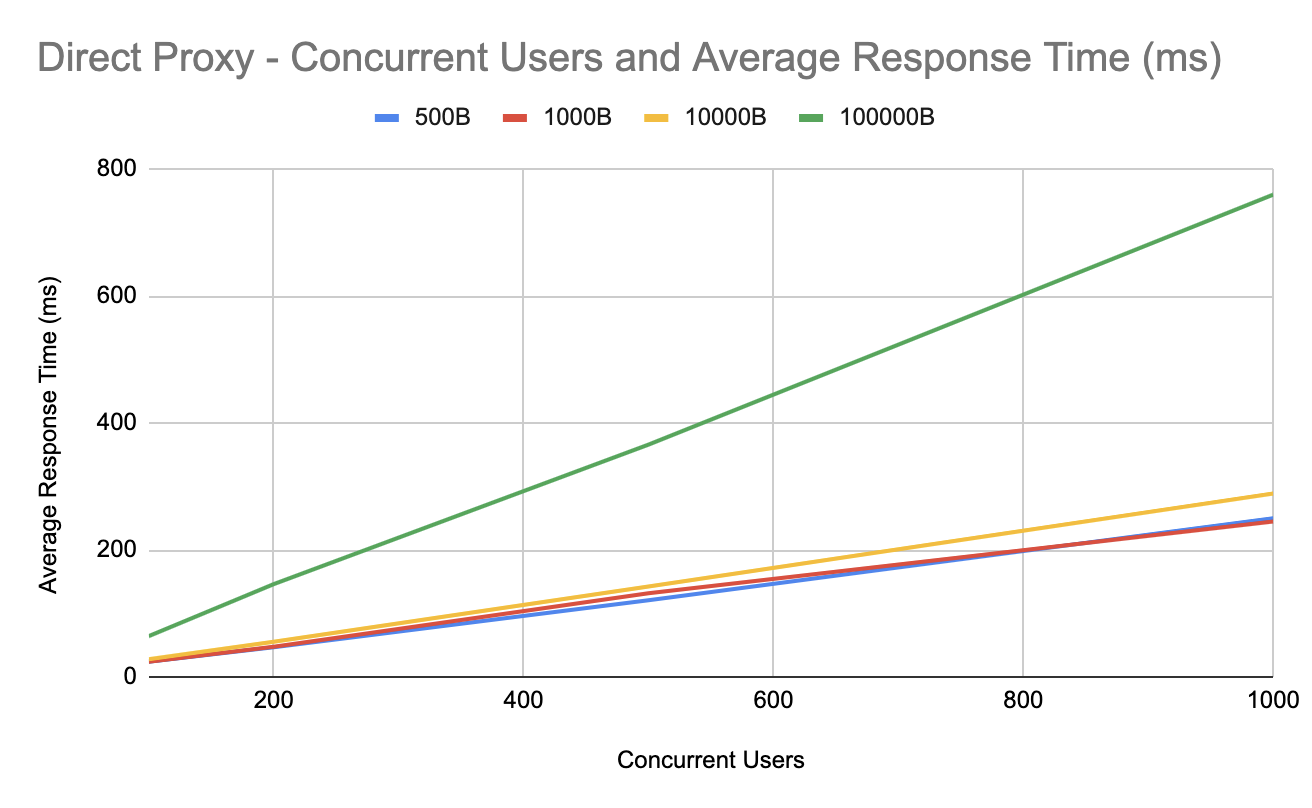 Direct Proxy - Concurrent Users and Average Response Time (ms)
500B 1000B 10000B 100000B
800
600
400
200
0
Average Response Time (ms)
200 400 600 800 1000
Concurrent Users